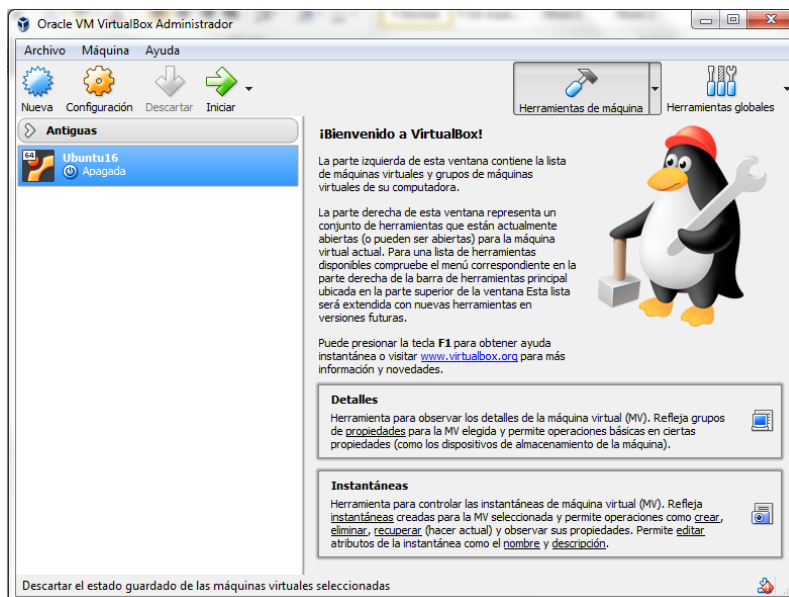 Oracle VM VirtualBox Administrador
Archivo Máquina Ayuda
Nueva Configuración Descartar Iniciar
Herramientas de máquina Herramientas globales
Antiguas
64
Ubuntu16
Apagada
¡Bienvenido a VirtualBox!
La parte izquierda de esta ventana contiene la lista
de máquinas virtuales y grupos de máquinas
virtuales de su computadora.
La parte derecha de esta ventana representa un
conjunto de herramientas que están actualmente
abiertas (o pueden ser abiertas) para la máquina
virtual actual. Para una lista de herramientas
disponibles compruebe el menú correspondiente en la
parte derecha de la barra de herramientas principal
ubicada en la parte superior de la ventana Esta lista
será extendida con nuevas herramientas en
versiones futuras.
Puede presionar la tecla F1 para obtener ayuda
instantánea o visitar www.virtualbox.org para más
información y novedades.
Detalles
Herramienta para observar los detalles de la máquina virtual (MV). Refleja grupos
de propiedades para la MV elegida y permite operaciones básicas en ciertas
propiedades (como los dispositivos de almacenamiento de la máquina).
Instantáneas
Herramienta para controlar las instantáneas de máquina virtual (MV). Refleja
instantáneas creadas para la MV seleccionada y permite operaciones como crear,
eliminar, recuperar (hacer actual) y observar sus propiedades. Permite editar
atributos de la instantánea como el nombre y descripción.
Descartar el estado guardado de las máquinas virtuales seleccionadas